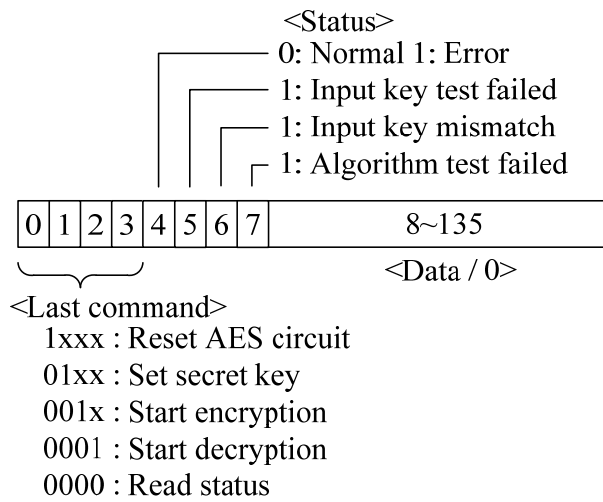 <Status>
0: Normal 1: Error
1: Input key test failed
1: Input key mismatch
1: Algorithm test failed
0 1 2 3 4 5 6 7 8~135
<Data / 0>
<Last command>
1xxx : Reset AES circuit
01xx : Set secret key
001x : Start encryption
0001 : Start decryption
0000 : Read status